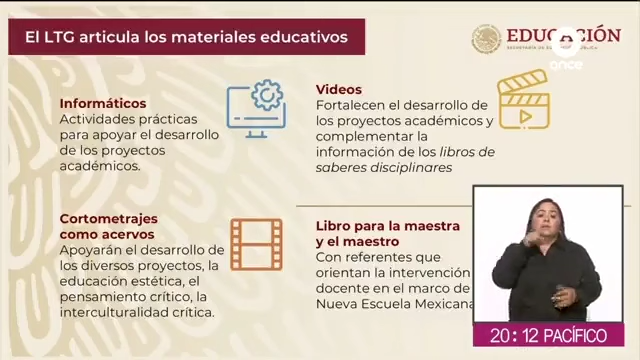 El LTG articula los materiales educativos
EDUCACIÓN
once
Informáticos
Actividades prácticas
para apoyar el desarrollo
de los proyectos
académicos.
Videos
Fortalecen el desarrollo de
los proyectos académicos y
complementar la
información de los libros de
saberes disciplinares
Cortometrajes
como acervos
Apoyarán el desarrollo de
los diversos proyectos, la
educación estética, el
pensamiento crítico, la
interculturalidad crítica.
Libro para la maestra
y el maestro
Con referentes que
orientan la intervención
docente en el marco de
Nueva Escuela Mexicana
20:12 PACÍFICO